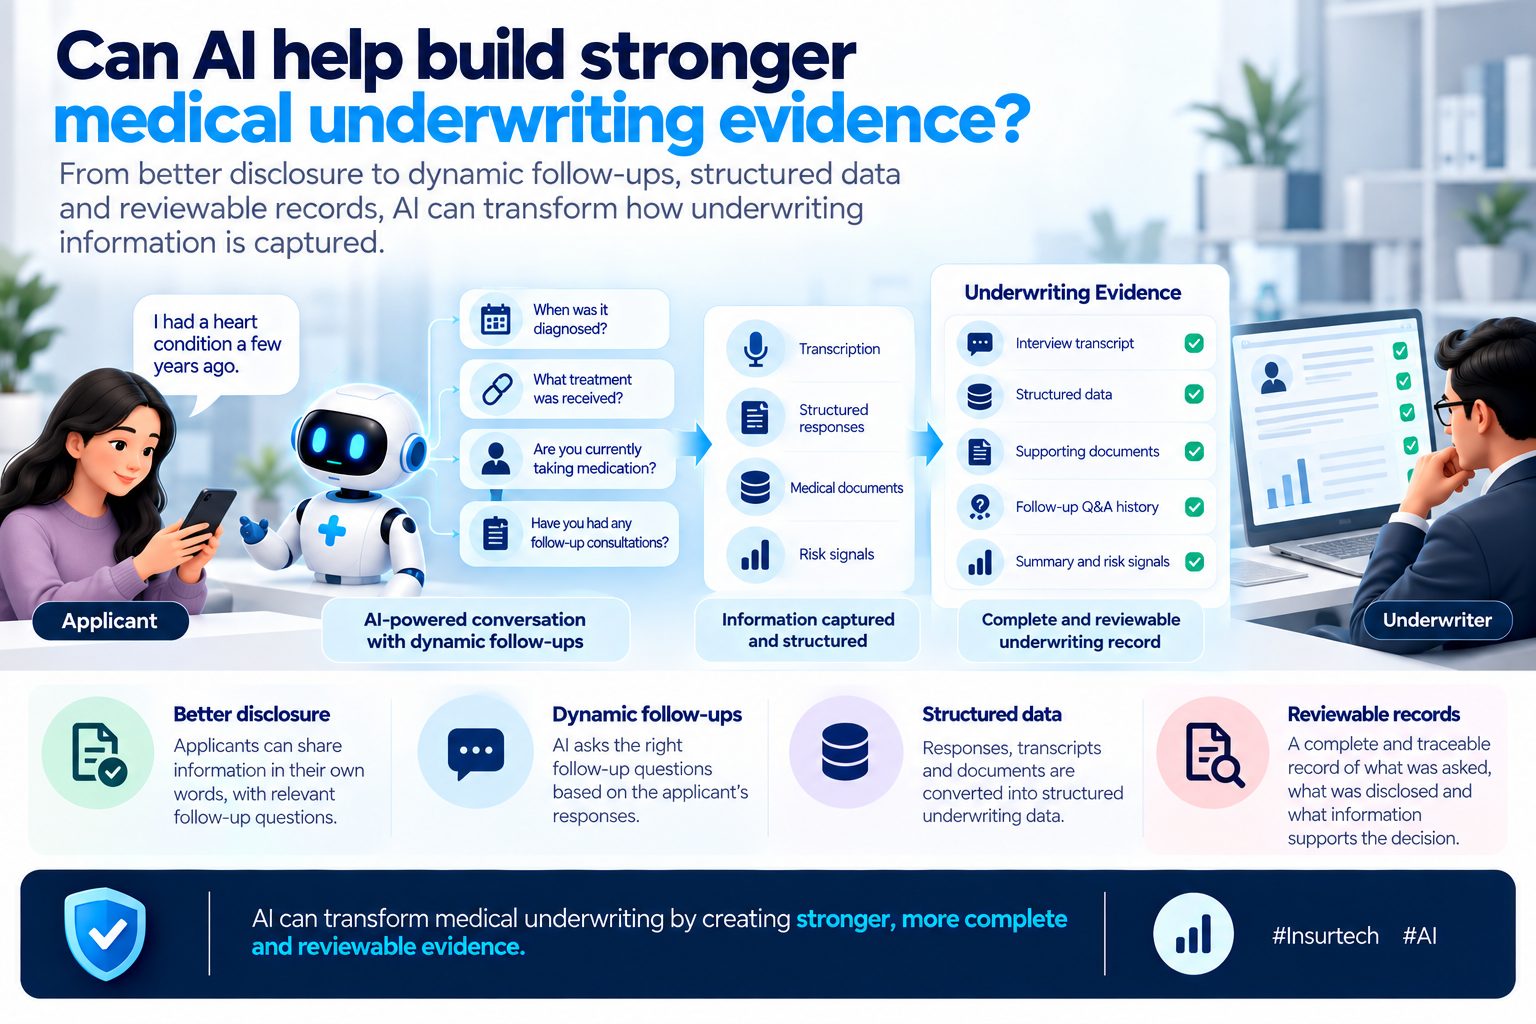 Can AI help build stronger
medical underwriting evidence?
From better disclosure to dynamic follow-ups, structured data
and reviewable records, AI can transform how underwriting
information is captured.
I had a heart
condition a few
years ago.
Applicant
When was it
diagnosed?
What treatment
was received?
Are you currently
taking medication?
Have you had any
follow-up consultations?
AI-powered conversation
with dynamic follow-ups
Transcription
Structured
responses
Medical documents
Risk signals
Information captured
and structured
Underwriting Evidence
Interview transcript
Structured data
Supporting documents
Follow-up Q&A history
Summary and risk signals
Complete and reviewable
underwriting record
Underwriter
Better disclosure
Applicants can share
information in their own
words, with relevant
follow-up questions.
Dynamic follow-ups
AI asks the right
follow-up questions
based on the applicant's
responses.
Structured data
Responses, transcripts
and documents are
converted into structured
underwriting data.
Reviewable records
A complete and traceable
record of what was asked,
what was disclosed and
what information
supports the decision.
AI can transform medical underwriting by creating stronger, more complete
and reviewable evidence.
#Insurtech #AI